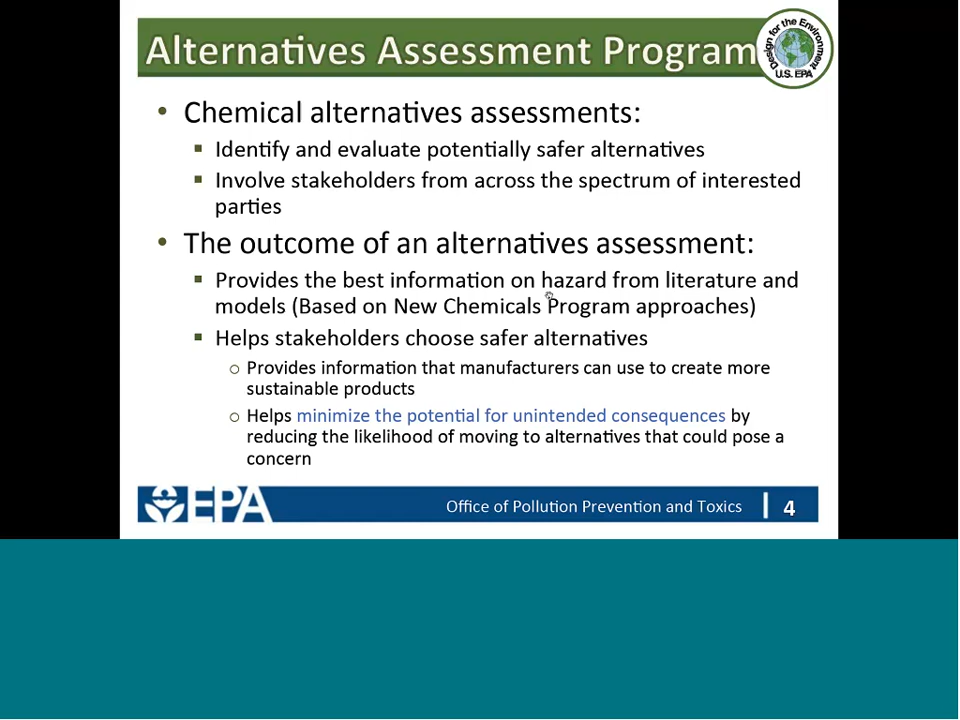 Alternatives Assessment Program
Design for the Environment
U.S. EPA
• Chemical alternatives assessments:
▪ Identify and evaluate potentially safer alternatives
▪ Involve stakeholders from across the spectrum of interested
parties
• The outcome of an alternatives assessment:
▪ Provides the best information on hazard from literature and
models (Based on New Chemicals Program approaches)
▪ Helps stakeholders choose safer alternatives
o Provides information that manufacturers can use to create more
sustainable products
o Helps minimize the potential for unintended consequences by
reducing the likelihood of moving to alternatives that could pose a
concern
EPA
Office of Pollution Prevention and Toxics | 4